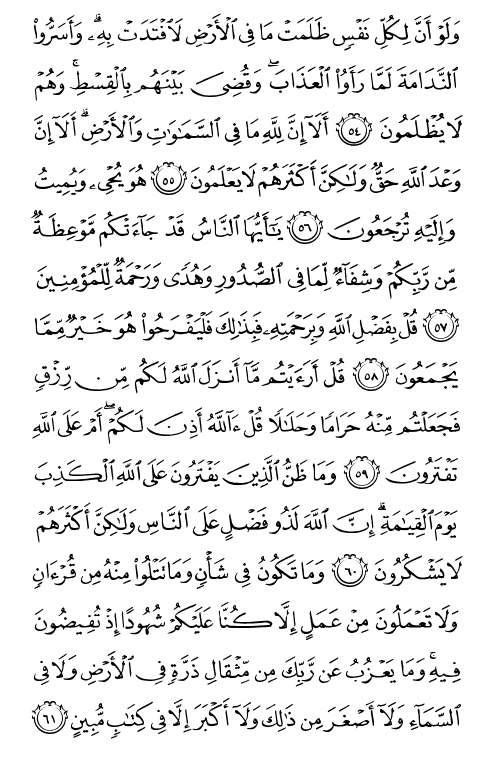 وَلَوۡ أَنَّ لِكُلِّ نَفۡسٖ ظَلَمَتۡ مَا فِي ٱلۡأَرۡضِ لَٱفۡتَدَتۡ بِهِۦۗ وَأَسَرُّواْ
ٱلنَّدَامَةَ لَمَّا رَأَوُاْ ٱلۡعَذَابَۖ وَقُضِيَ بَيۡنَهُم بِٱلۡقِسۡطِ وَهُمۡ
لَا يُظۡلَمُونَ ٥٤ أَلَآ إِنَّ لِلَّهِ مَا فِي ٱلسَّمَٰوَٰتِ وَٱلۡأَرۡضِۗ أَلَآ إِنَّ
وَعۡدَ ٱللَّهِ حَقّٞ وَلَٰكِنَّ أَكۡثَرَهُمۡ لَا يَعۡلَمُونَ ٥٥ هُوَ يُحۡيِۦ وَيُمِيتُ
وَإِلَيۡهِ تُرۡجَعُونَ ٥٦ يَٰٓأَيُّهَا ٱلنَّاسُ قَدۡ جَآءَتۡكُم مَّوۡعِظَةٞ
مِّن رَّبِّكُمۡ وَشِفَآءٞ لِّمَا فِي ٱلصُّدُورِ وَهُدٗى وَرَحۡمَةٞ لِّلۡمُؤۡمِنِينَ
٥٧ قُلۡ بِفَضۡلِ ٱللَّهِ وَبِرَحۡمَتِهِۦ فَبِذَٰلِكَ فَلۡيَفۡرَحُواْ هُوَ خَيۡرٞ مِّمَّا
يَجۡمَعُونَ ٥٨ قُلۡ أَرَءَيۡتُم مَّآ أَنزَلَ ٱللَّهُ لَكُم مِّن رِّزۡقٖ
فَجَعَلۡتُم مِّنۡهُ حَرَامٗا وَحَلَٰلٗا قُلۡ ءَآللَّهُ أَذِنَ لَكُمۡۖ أَمۡ عَلَى ٱللَّهِ
تَفۡتَرُونَ ٥٩ وَمَا ظَنُّ ٱلَّذِينَ يَفۡتَرُونَ عَلَى ٱللَّهِ ٱلۡكَذِبَ
يَوۡمَ ٱلۡقِيَٰمَةِۗ إِنَّ ٱللَّهَ لَذُو فَضۡلٍ عَلَى ٱلنَّاسِ وَلَٰكِنَّ أَكۡثَرَهُمۡ
لَا يَشۡكُرُونَ ٦٠ وَمَا تَكُونُ فِي شَأۡنٖ وَمَا تَتۡلُواْ مِنۡهُ مِن قُرۡءَانٖ
وَلَا تَعۡمَلُونَ مِنۡ عَمَلٍ إِلَّا كُنَّا عَلَيۡكُمۡ شُهُودًا إِذۡ تُفِيضُونَ
فِيهِۚ وَمَا يَعۡزُبُ عَن رَّبِّكَ مِن مِّثۡقَالِ ذَرَّةٖ فِي ٱلۡأَرۡضِ وَلَا فِي
ٱلسَّمَآءِ وَلَآ أَصۡغَرَ مِن ذَٰلِكَ وَلَآ أَكۡبَرَ إِلَّا فِي كِتَٰبٖ مُّبِينٍ ٦١